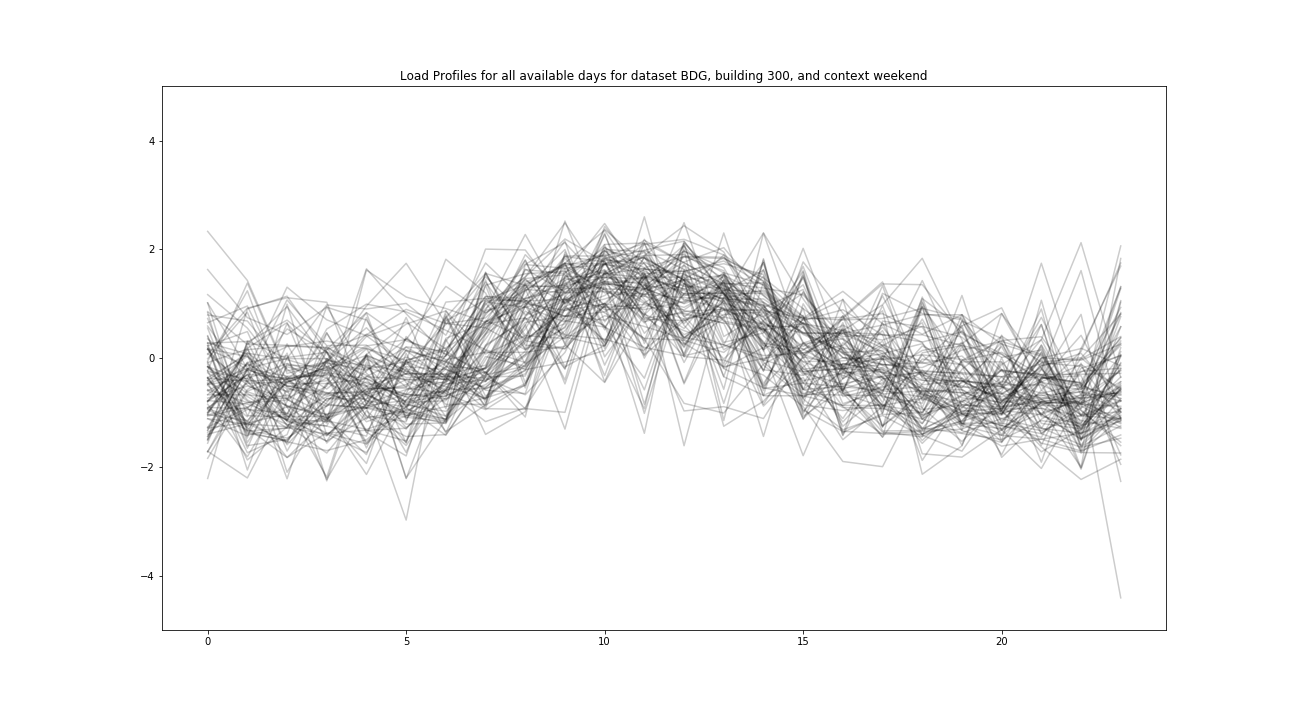 Load Profiles for all available days for dataset BDG, building 300, and context weekend
4
2
0
−2
−4
0 5 10 15 20